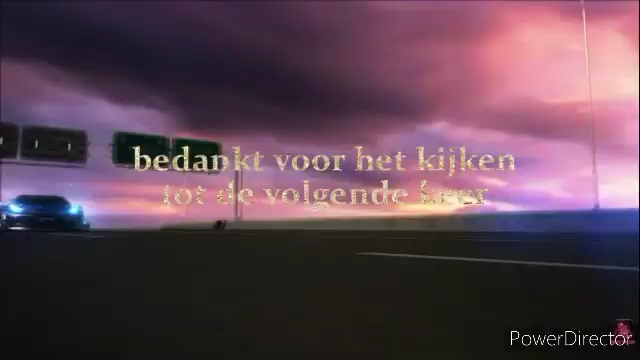 bedankt voor het kijken
tot de volgende keer
PowerDirector